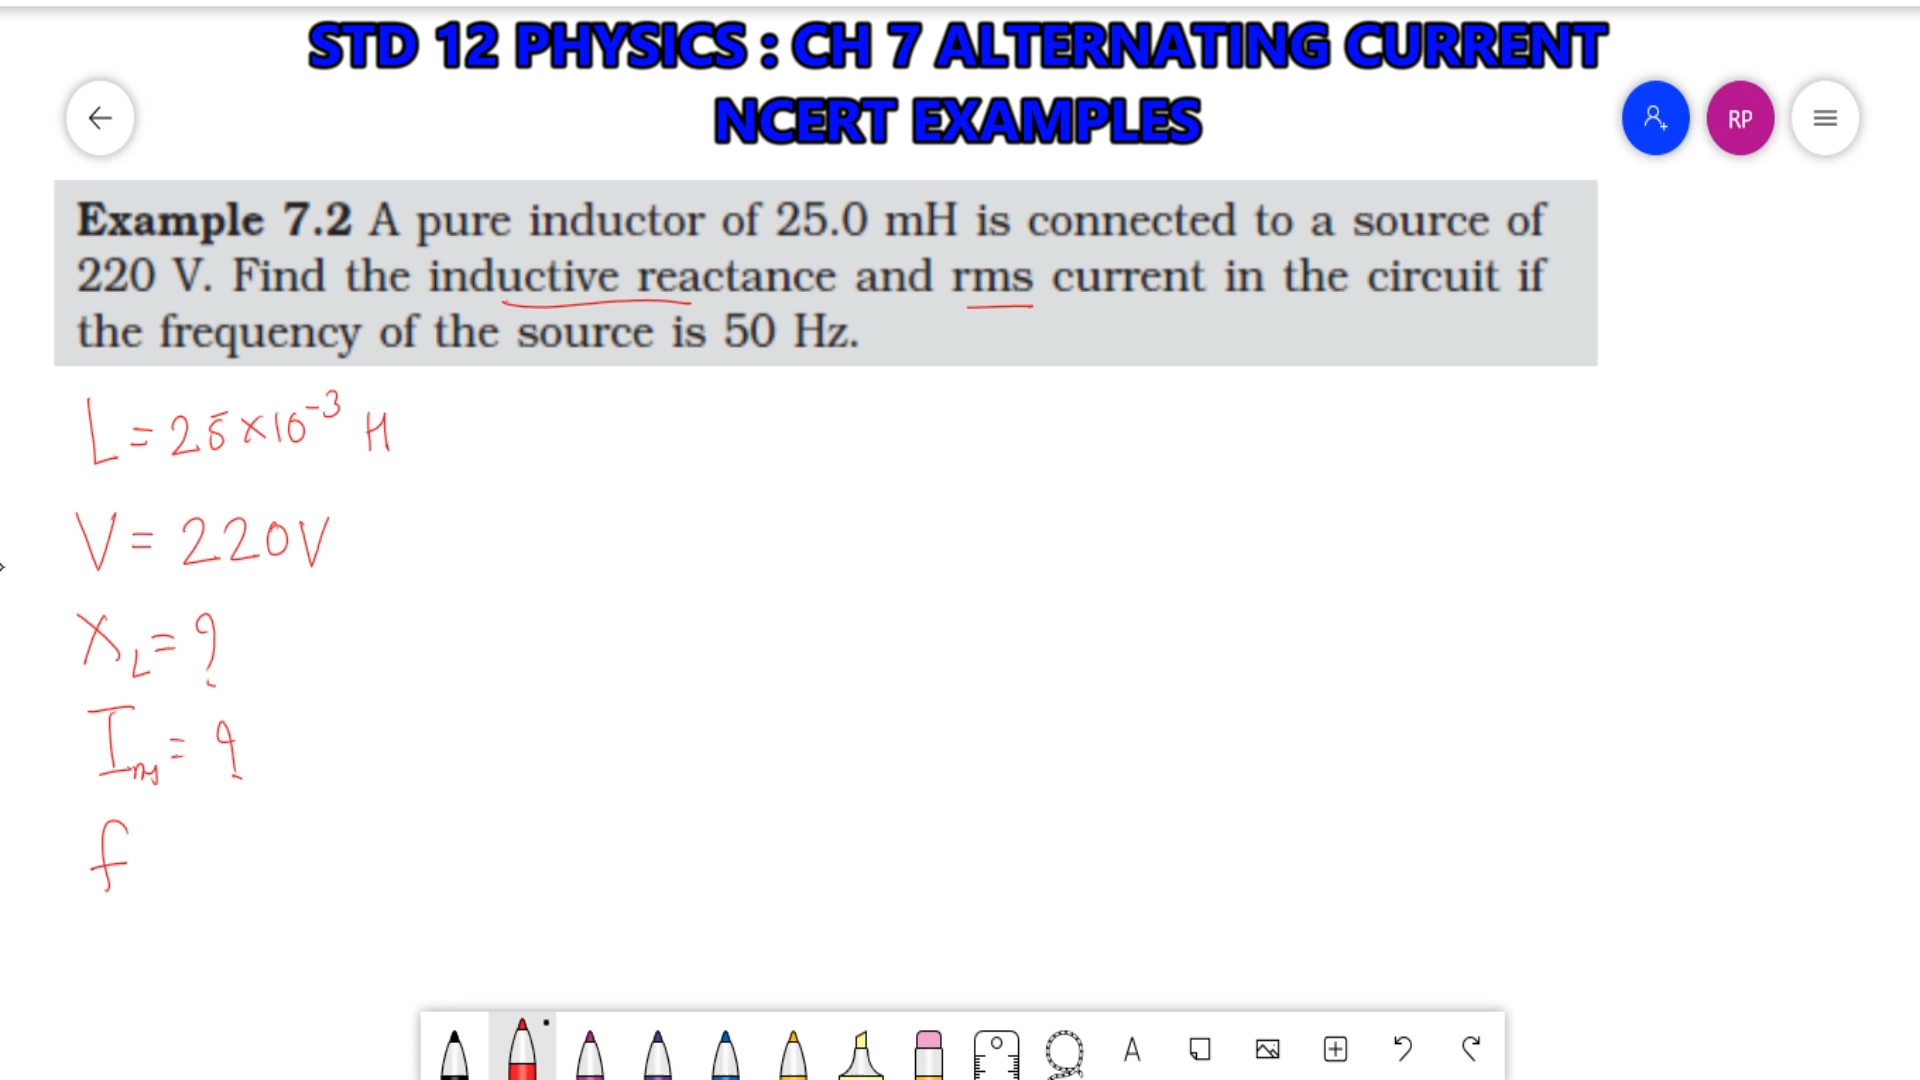 STD 12 PHYSICS : CH 7 ALTERNATING CURRENT
NCERT EXAMPLES
RP
Example 7.2 A pure inductor of 25.0 mH is connected to a source of
220 V. Find the inductive reactance and rms current in the circuit if
the frequency of the source is 50 Hz.
L = 25 × 10⁻³ H
V = 220V
X_L = ?
I_rms = ?
f
A